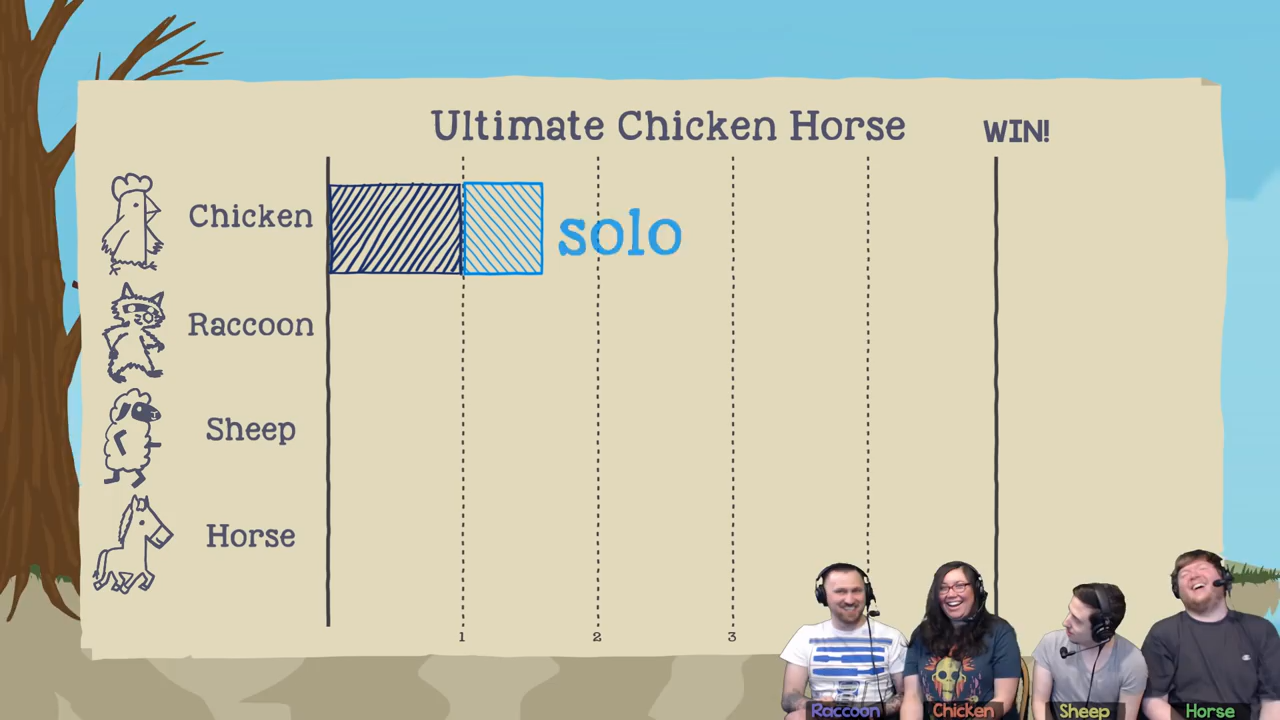 Ultimate Chicken Horse
WIN!
Chicken
solo
Raccoon
Sheep
Horse
1
2
3
Raccoon
Chicken
Sheep
Horse